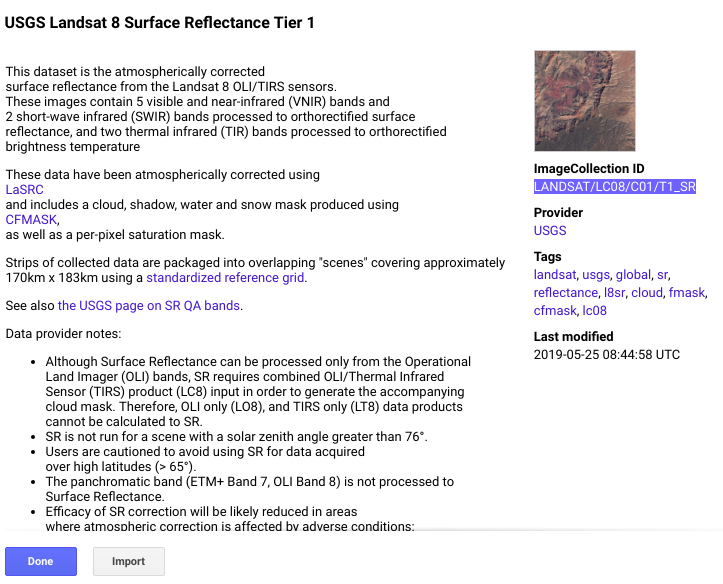 USGS Landsat 8 Surface Reflectance Tier 1
This dataset is the atmospherically corrected
surface reflectance from the Landsat 8 OLI/TIRS sensors.
These images contain 5 visible and near-infrared (VNIR) bands and
2 short-wave infrared (SWIR) bands processed to orthorectified surface
reflectance, and two thermal infrared (TIR) bands processed to orthorectified
brightness temperature
These data have been atmospherically corrected using
LaSRC
and includes a cloud, shadow, water and snow mask produced using
CFMASK,
as well as a per-pixel saturation mask.
Strips of collected data are packaged into overlapping "scenes" covering approximately
170km x 183km using a standardized reference grid.
See also the USGS page on SR QA bands.
Data provider notes:
• Although Surface Reflectance can be processed only from the Operational
Land Imager (OLI) bands, SR requires combined OLI/Thermal Infrared
Sensor (TIRS) product (LC8) input in order to generate the accompanying
cloud mask. Therefore, OLI only (LO8), and TIRS only (LT8) data products
cannot be calculated to SR.
• SR is not run for a scene with a solar zenith angle greater than 76°.
• Users are cautioned to avoid using SR for data acquired
over high latitudes (> 65°).
• The panchromatic band (ETM+ Band 7, OLI Band 8) is not processed to
Surface Reflectance.
• Efficacy of SR correction will be likely reduced in areas
where atmospheric correction is affected by adverse conditions:
ImageCollection ID
LANDSAT/LC08/C01/T1_SR
Provider
USGS
Tags
landsat, usgs, global, sr,
reflectance, l8sr, cloud, fmask,
cfmask, lc08
Last modified
2019-05-25 08:44:58 UTC
Done
Import